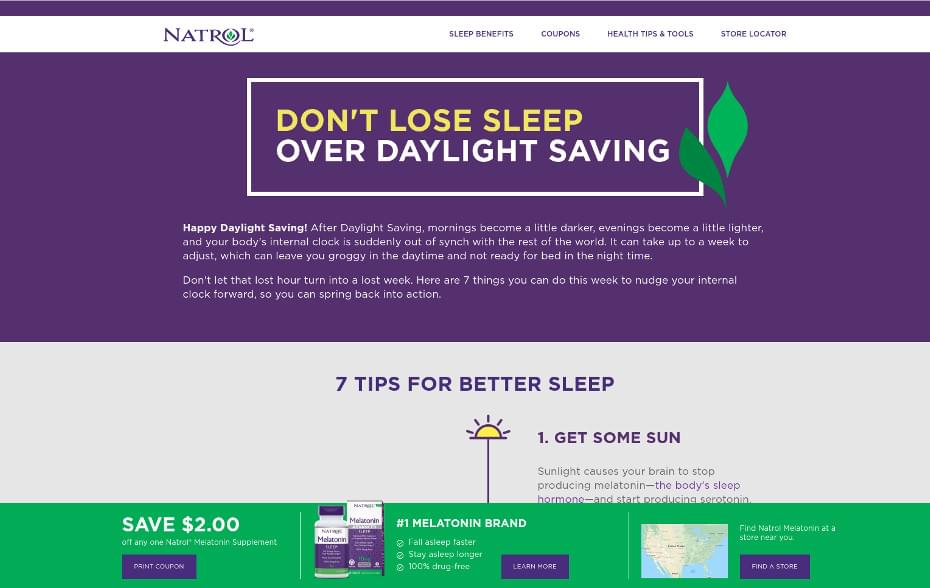 NATROL®
SLEEP BENEFITS
COUPONS
HEALTH TIPS & TOOLS
STORE LOCATOR
DON'T LOSE SLEEP
OVER DAYLIGHT SAVING
Happy Daylight Saving! After Daylight Saving, mornings become a little darker, evenings become a little lighter,
and your body's internal clock is suddenly out of synch with the rest of the world. It can take up to a week to
adjust, which can leave you groggy in the daytime and not ready for bed in the night time.
Don't let that lost hour turn into a lost week. Here are 7 things you can do this week to nudge your internal
clock forward, so you can spring back into action.
7 TIPS FOR BETTER SLEEP
1. GET SOME SUN
Sunlight causes your brain to stop
producing melatonin—the body's sleep
hormone—and start producing serotonin.
SAVE $2.00
off any one Natrol® Melatonin Supplement
PRINT COUPON
NATROL
Melatonin
SLEEP
NATROL
Melatonin
SLEEP
#1 MELATONIN BRAND
Fall asleep faster
Stay asleep longer
100% drug-free
LEARN MORE
Find Natrol Melatonin at a
store near you.
FIND A STORE